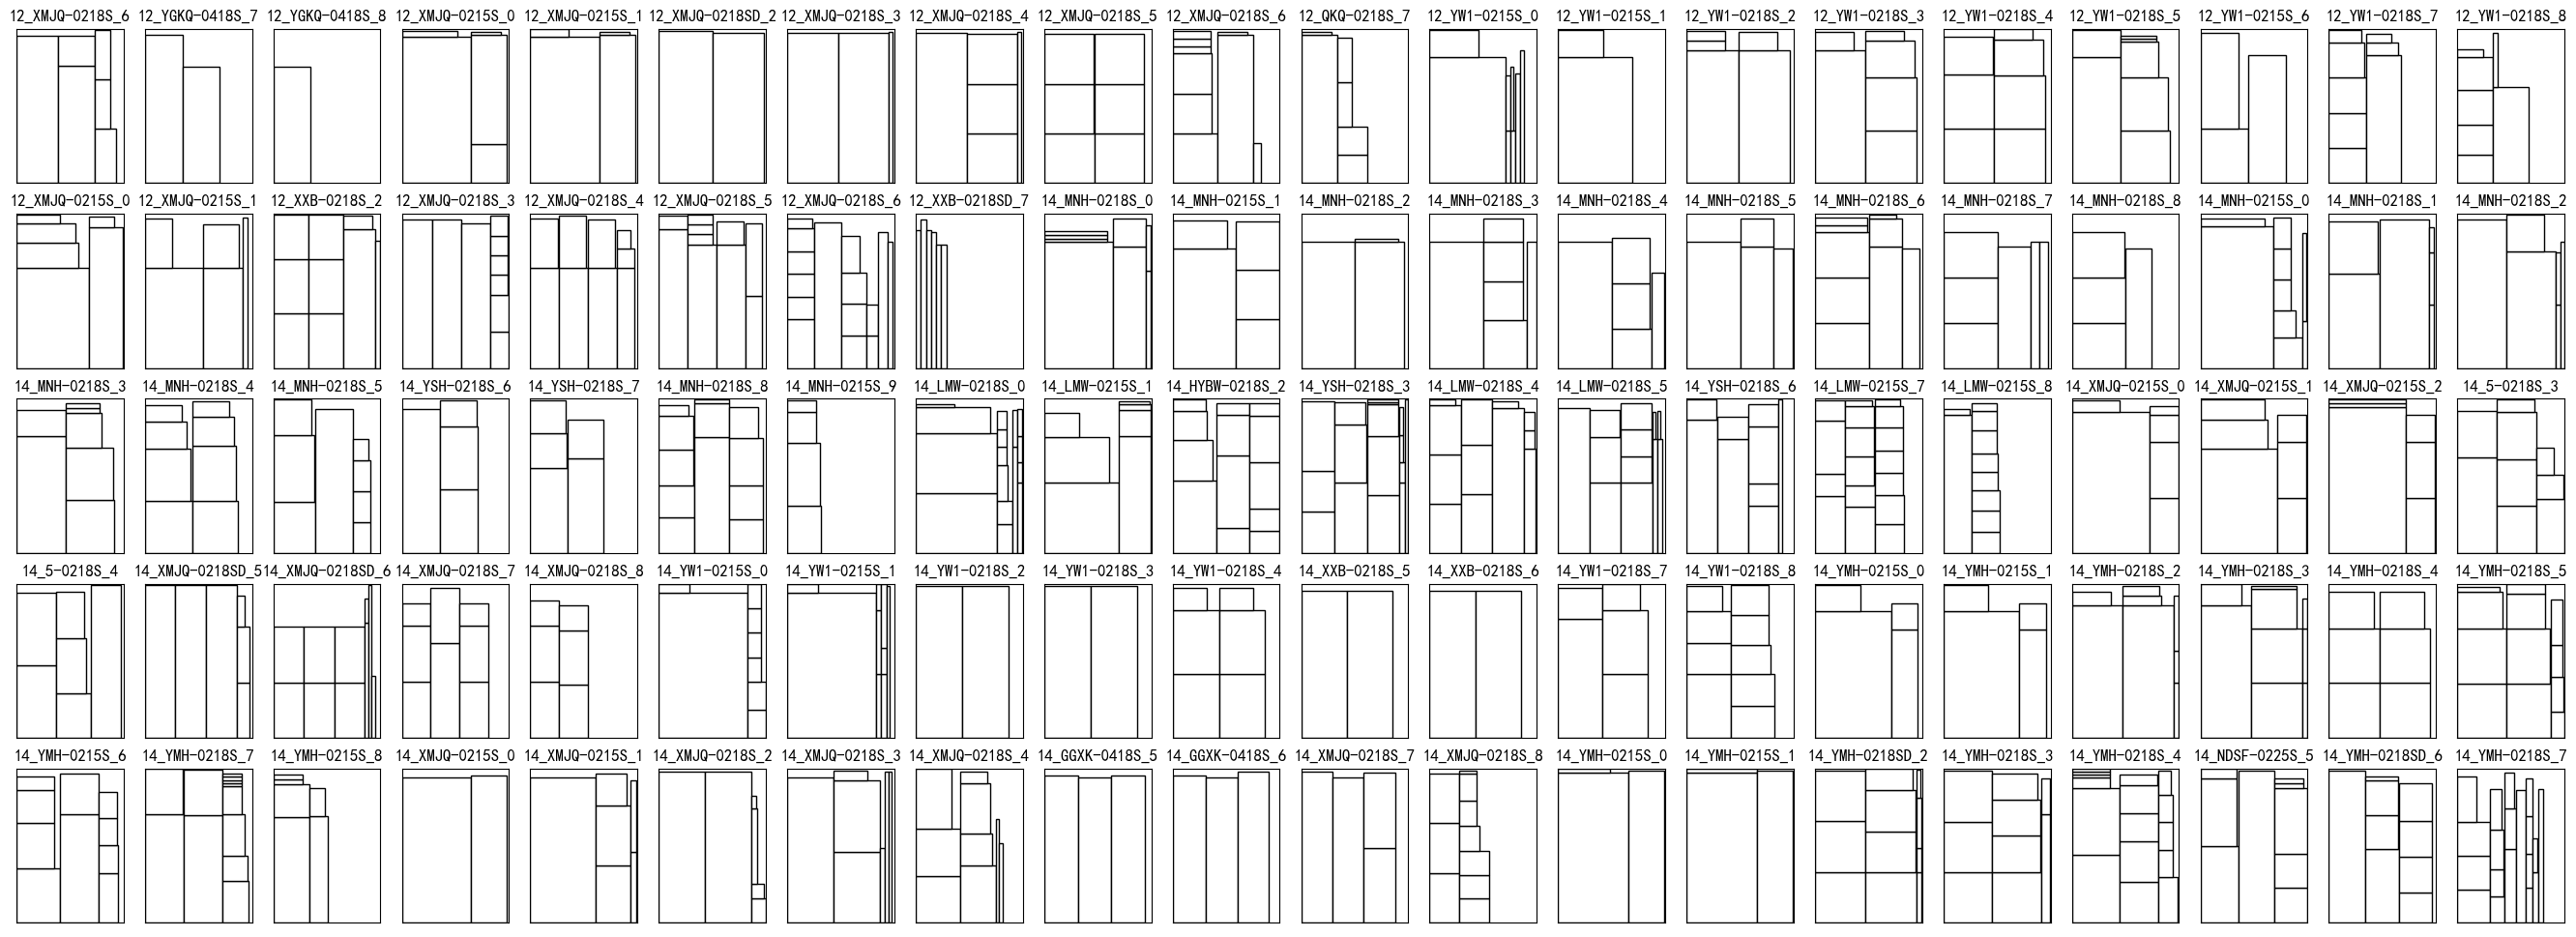 12_XMJQ-0218S_6 12_YGKQ-0418S_7 12_YGKQ-0418S_8 12_XMJQ-0215S_0 12_XMJQ-0215S_1 12_XMJQ-0218SD_2 12_XMJQ-0218S_3 12_XMJQ-0218S_4 12_XMJQ-0218S_5 12_XMJQ-0218S_6 12_QKQ-0218S_7 12_YW1-0215S_0 12_YW1-0215S_1 12_YW1-0218S_2 12_YW1-0218S_3 12_YW1-0218S_4 12_YW1-0218S_5 12_YW1-0215S_6 12_YW1-0218S_7 12_YW1-0218S_8
12_XMJQ-0215S_0 12_XMJQ-0215S_1 12_XXB-0218S_2 12_XMJQ-0218S_3 12_XMJQ-0218S_4 12_XMJQ-0218S_5 12_XMJQ-0218S_6 12_XXB-0218SD_7 14_MNH-0218S_0 14_MNH-0215S_1 14_MNH-0218S_2 14_MNH-0218S_3 14_MNH-0218S_4 14_MNH-0218S_5 14_MNH-0218S_6 14_MNH-0218S_7 14_MNH-0218S_8 14_MNH-0215S_0 14_MNH-0218S_1 14_MNH-0218S_2
14_MNH-0218S_3 14_MNH-0218S_4 14_MNH-0218S_5 14_YSH-0218S_6 14_YSH-0218S_7 14_MNH-0218S_8 14_MNH-0215S_9 14_LMW-0218S_0 14_LMW-0215S_1 14_HYBW-0218S_2 14_YSH-0218S_3 14_LMW-0218S_4 14_LMW-0218S_5 14_YSH-0218S_6 14_LMW-0215S_7 14_LMW-0215S_8 14_XMJQ-0215S_0 14_XMJQ-0215S_1 14_XMJQ-0215S_2 14_5-0218S_3
14_5-0218S_4 14_XMJQ-0218SD_5 14_XMJQ-0218SD_6 14_XMJQ-0218S_7 14_XMJQ-0218S_8 14_YW1-0215S_0 14_YW1-0215S_1 14_YW1-0218S_2 14_YW1-0218S_3 14_YW1-0218S_4 14_XXB-0218S_5 14_XXB-0218S_6 14_YW1-0218S_7 14_YW1-0218S_8 14_YMH-0215S_0 14_YMH-0215S_1 14_YMH-0218S_2 14_YMH-0218S_3 14_YMH-0218S_4 14_YMH-0218S_5
14_YMH-0215S_6 14_YMH-0218S_7 14_YMH-0215S_8 14_XMJQ-0215S_0 14_XMJQ-0215S_1 14_XMJQ-0218S_2 14_XMJQ-0218S_3 14_XMJQ-0218S_4 14_GGXK-0418S_5 14_GGXK-0418S_6 14_XMJQ-0218S_7 14_XMJQ-0218S_8 14_YMH-0215S_0 14_YMH-0215S_1 14_YMH-0218SD_2 14_YMH-0218S_3 14_YMH-0218S_4 14_NDSF-0225S_5 14_YMH-0218SD_6 14_YMH-0218S_7